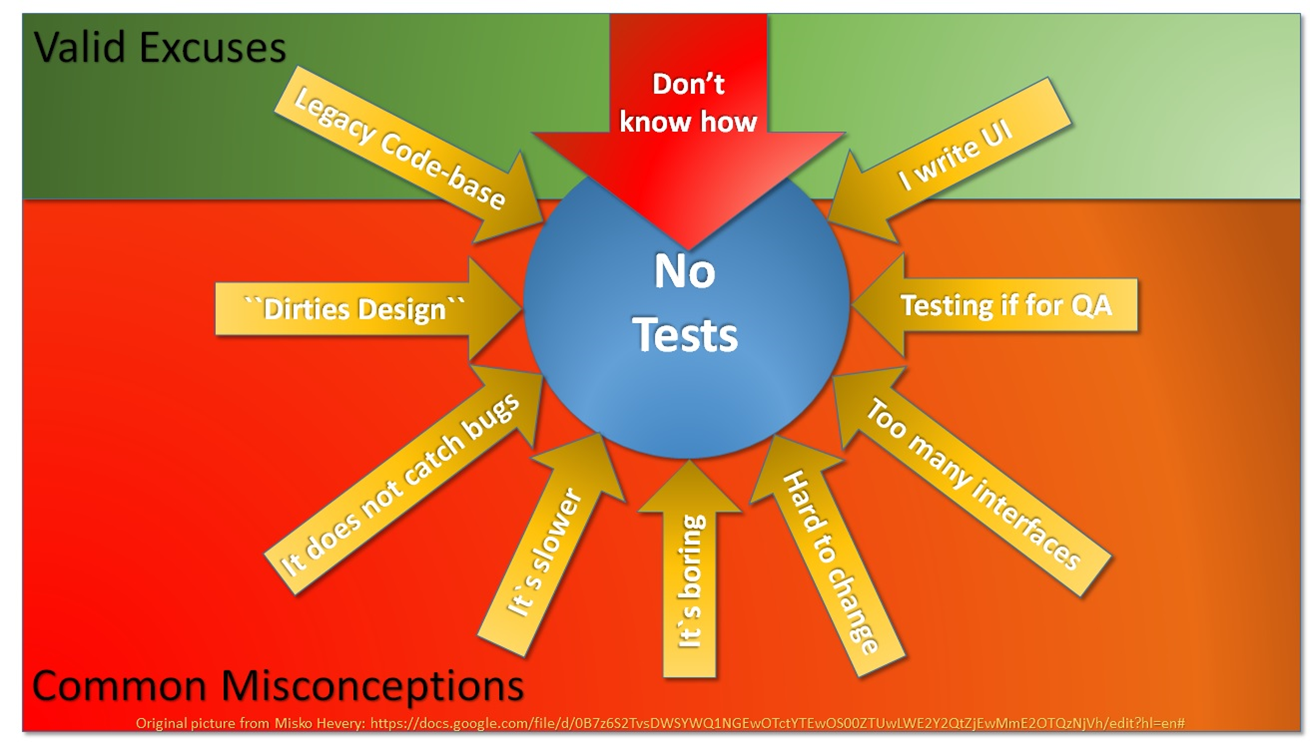 Valid Excuses
Don’t
know how
Legacy Code-base
I write UI
No
Tests
``Dirties Design``
Testing if for QA
It does not catch bugs
It`s slower
It`s boring
Hard to change
Too many interfaces
Common Misconceptions
Original picture from Misko Hevery: https://docs.google.com/file/d/0B7z6S2TvsDWSYWQ1NGEwOTctYTEwOS00ZTUwLWE2Y2QtZjEwMmE2OTQzNjVh/edit?hl=en#